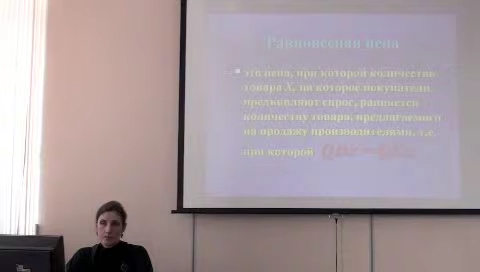 Равновесная цена
это цена, при которой количество
товара Х, на которое покупатели
предъявляют спрос, равняется
количеству товара, предлагаемого
на продажу производителями, т.е.
при которой